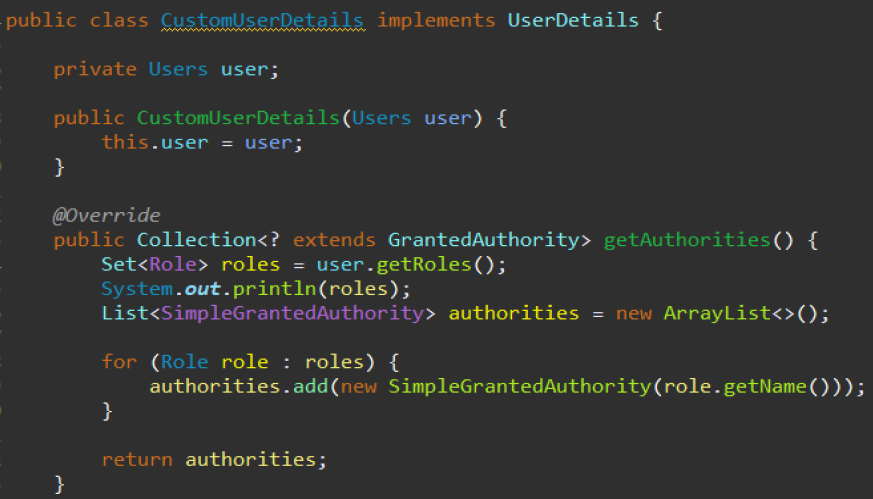 public class CustomUserDetails implements UserDetails {
private Users user;
public CustomUserDetails(Users user) {
this.user = user;
}
@Override
public Collection<? extends GrantedAuthority> getAuthorities() {
Set<Role> roles = user.getRoles();
System.out.println(roles);
List<SimpleGrantedAuthority> authorities = new ArrayList<>();
for (Role role : roles) {
authorities.add(new SimpleGrantedAuthority(role.getName()));
}
return authorities;
}